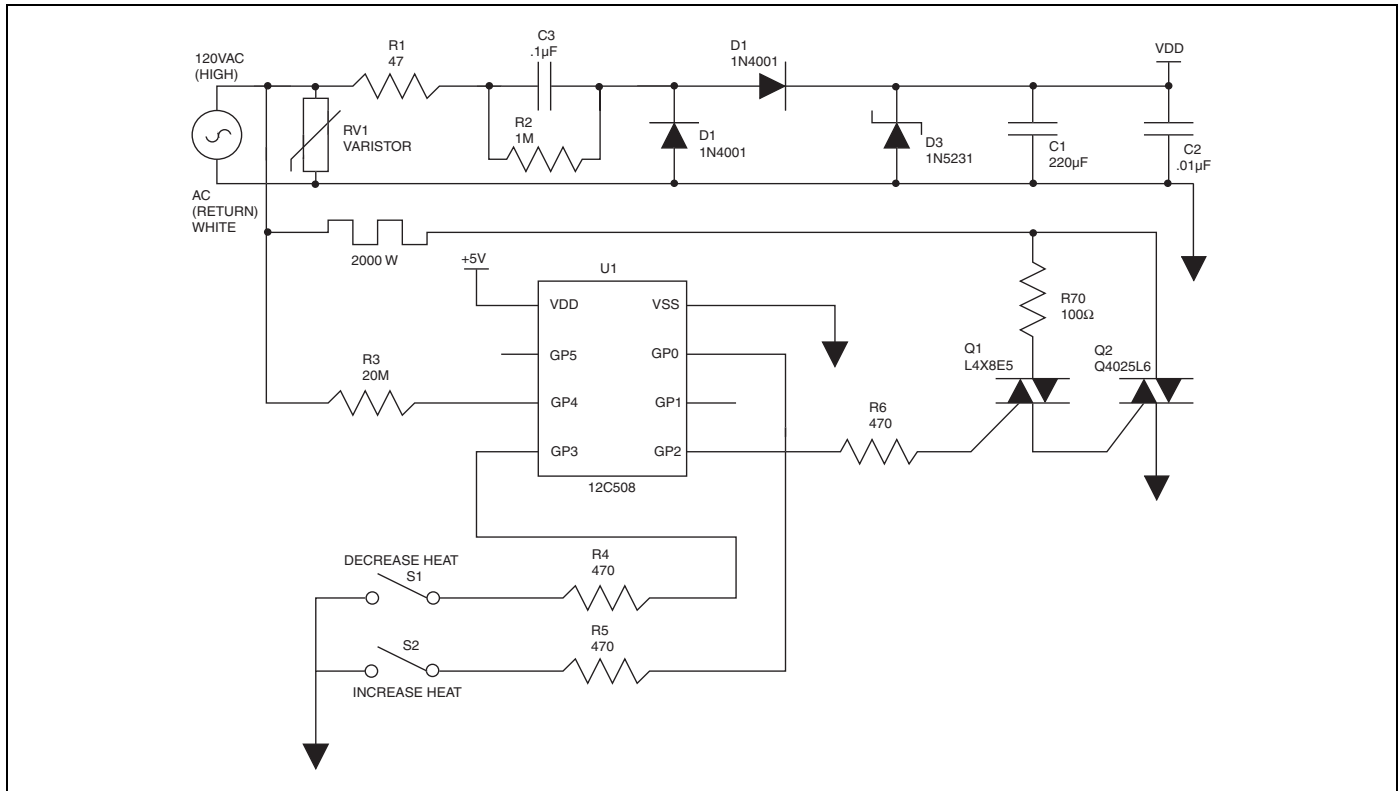 120VAC
(HIGH)
AC
(RETURN)
WHITE
RV1
VARISTOR
R1
47
C3
.1µF
R2
1M
D1
1N4001
D1
1N4001
D3
1N5231
C1
220µF
VDD
C2
.01µF
2000 W
+5V
U1
VDD
VSS
GP5
GP0
GP4
GP1
GP3
GP2
12C508
R3
20M
R6
470
R70
100Ω
Q1
L4X8E5
Q2
Q4025L6
DECREASE HEAT
S1
R4
470
S2
INCREASE HEAT
R5
470